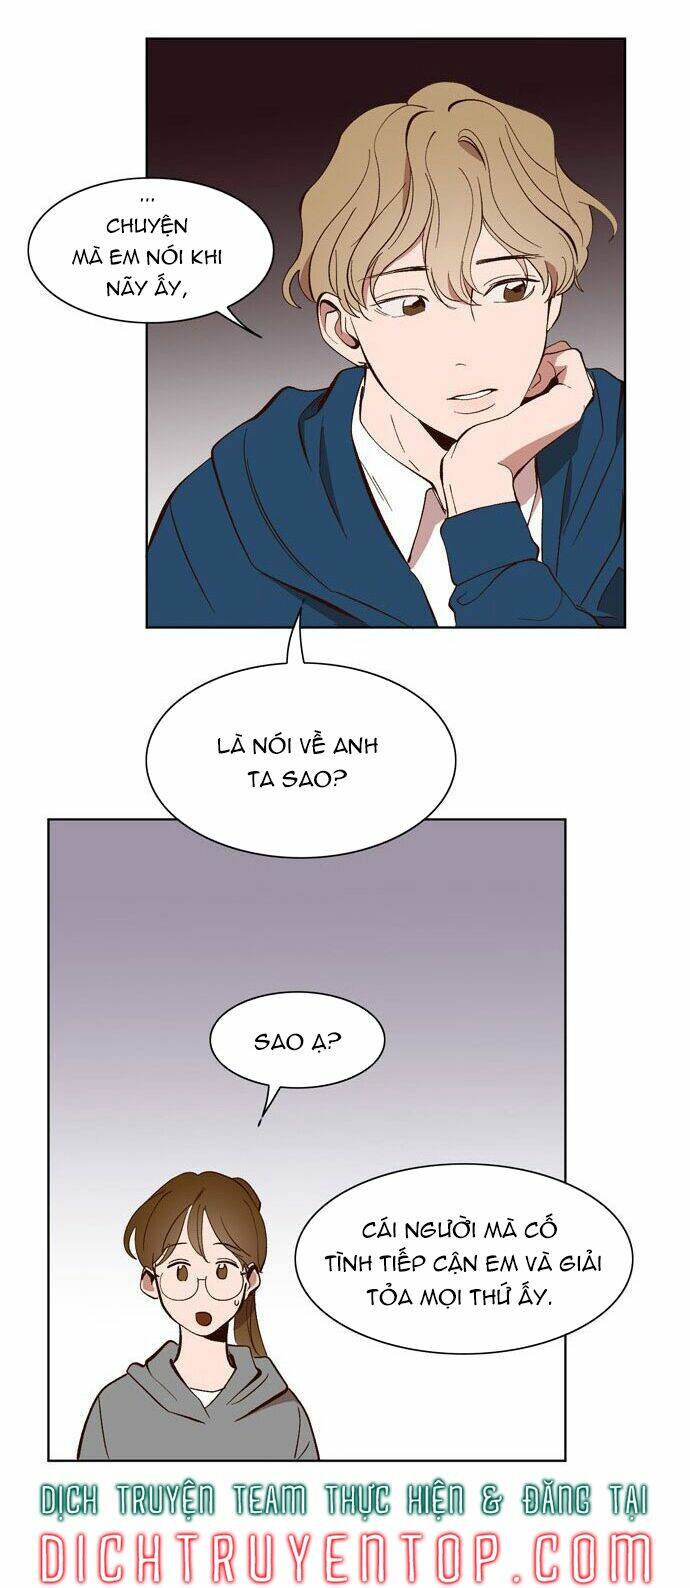 ...
CHUYỆN
MÀ EM NÓI KHI
NÃY ẤY,
LÀ NÓI VỀ ANH
TA SAO?
SAO Ạ?
CÁI NGƯỜI MÀ CỐ
TÌNH TIẾP CẬN EM VÀ GIẢI
TỎA MỌI THỨ ẤY.
DỊCH TRUYỆN TEAM THỰC HIỆN & ĐĂNG TẠI
DICHTRUYENTOP.COM